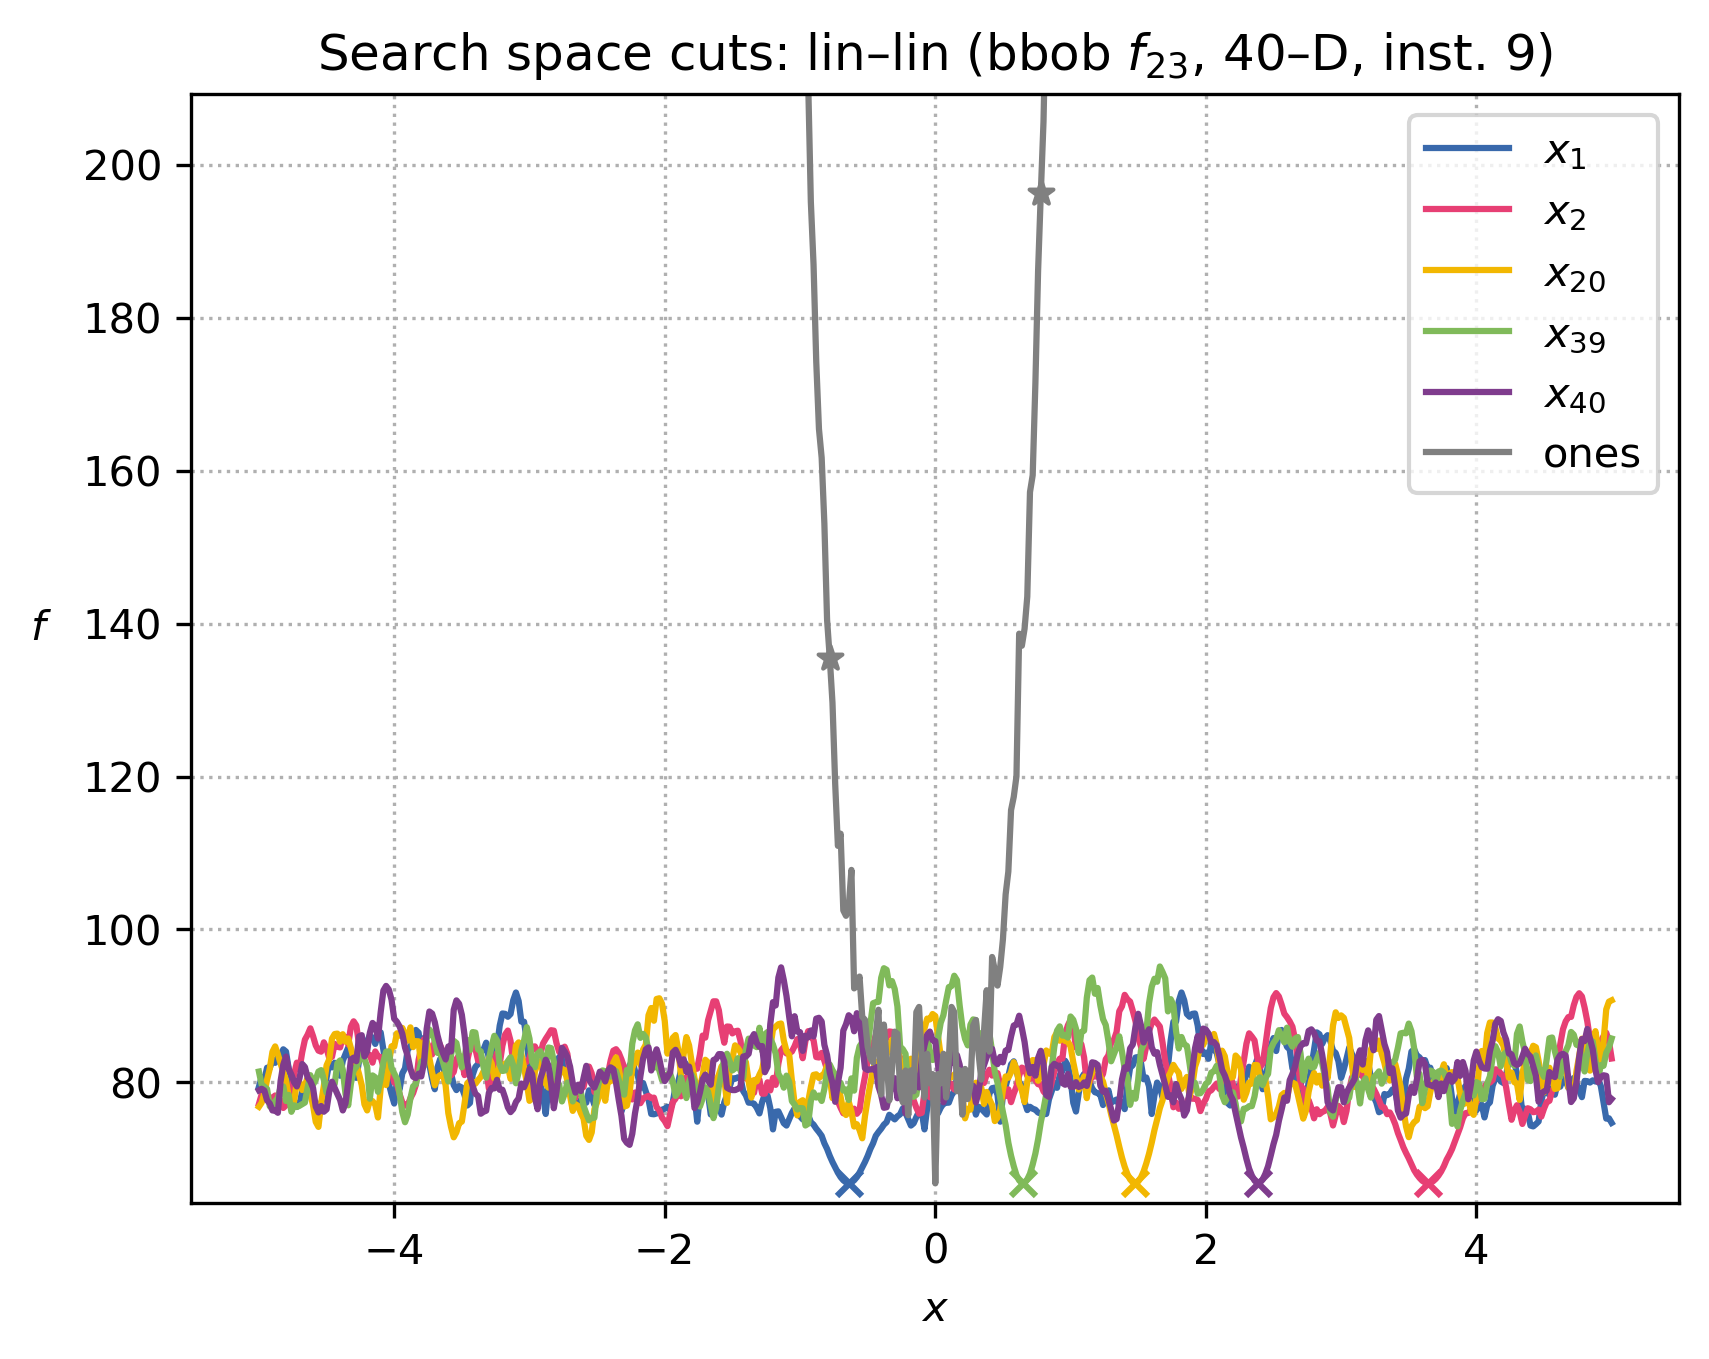 Search space cuts: lin–lin (bbob f₂₃, 40–D, inst. 9)
200
180
160
140
120
100
80
f
−4
−2
0
2
4
x
x₁
x₂
x₂₀
x₃₉
x₄₀
ones